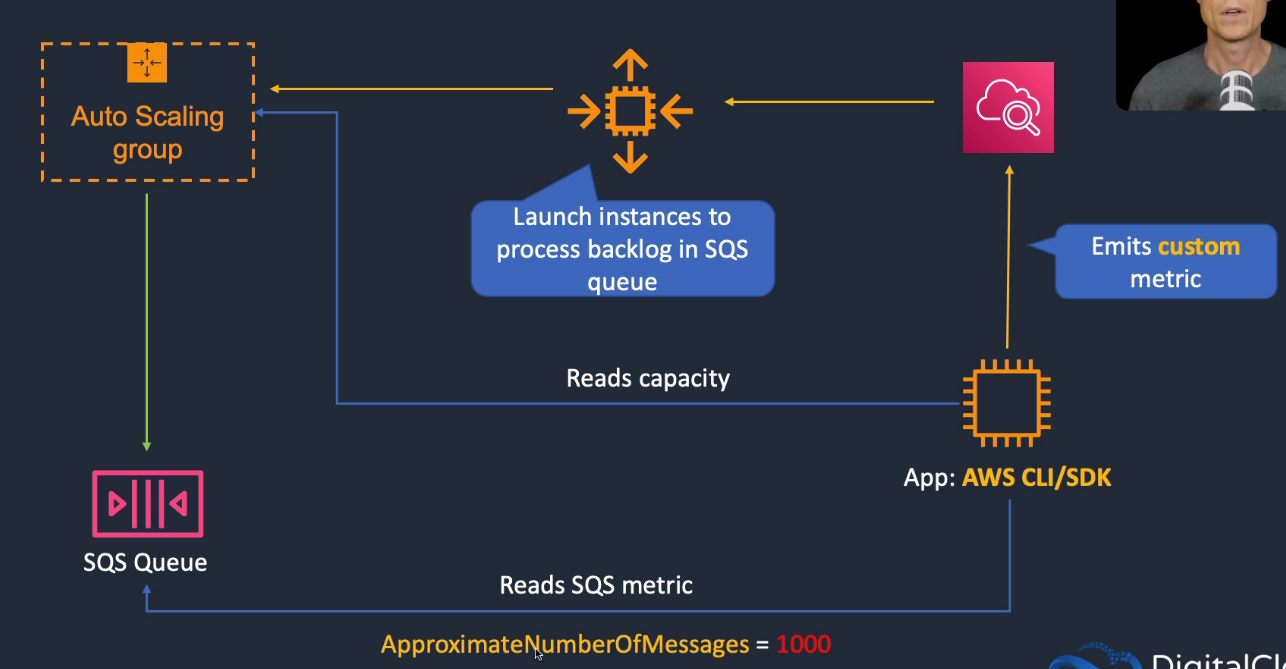 Auto Scaling
group
Launch instances to
process backlog in SQS
queue
Emits custom
metric
Reads capacity
App: AWS CLI/SDK
SQS Queue
Reads SQS metric
ApproximateNumberOfMessages = 1000